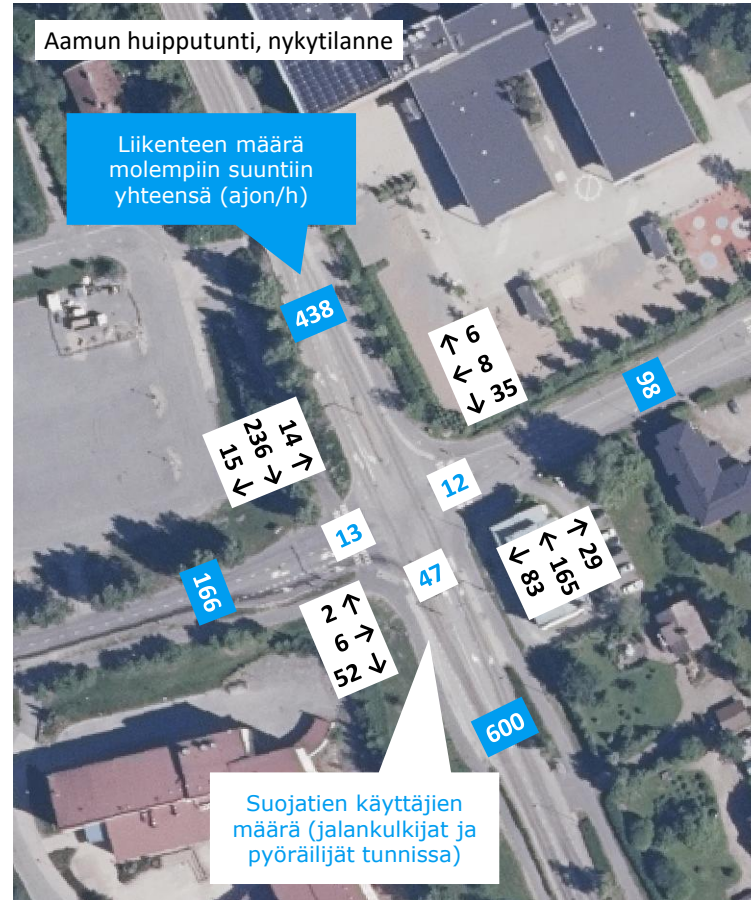 Aamun huipputunti, nykytilanne
Liikenteen määrä
molempiin suuntiin
yhteensä (ajon/h)
438
↑ 6
← 8
↓ 35
98
14 →
236 ↓
15 ←
12
13
47
← 83
↑ 165
→ 29
166
2 ↑
6 →
52 ↓
600
Suojatien käyttäjien
määrä (jalankulkijat ja
pyöräilijät tunnissa)